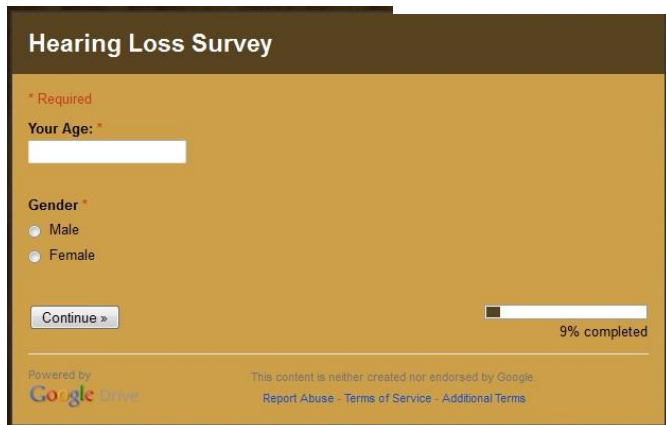 Hearing Loss Survey
* Required
Your Age: *
Gender *
Male
Female
Continue »
9% completed
Powered by
Google Drive
This content is neither created nor endorsed by Google.
Report Abuse - Terms of Service - Additional Terms